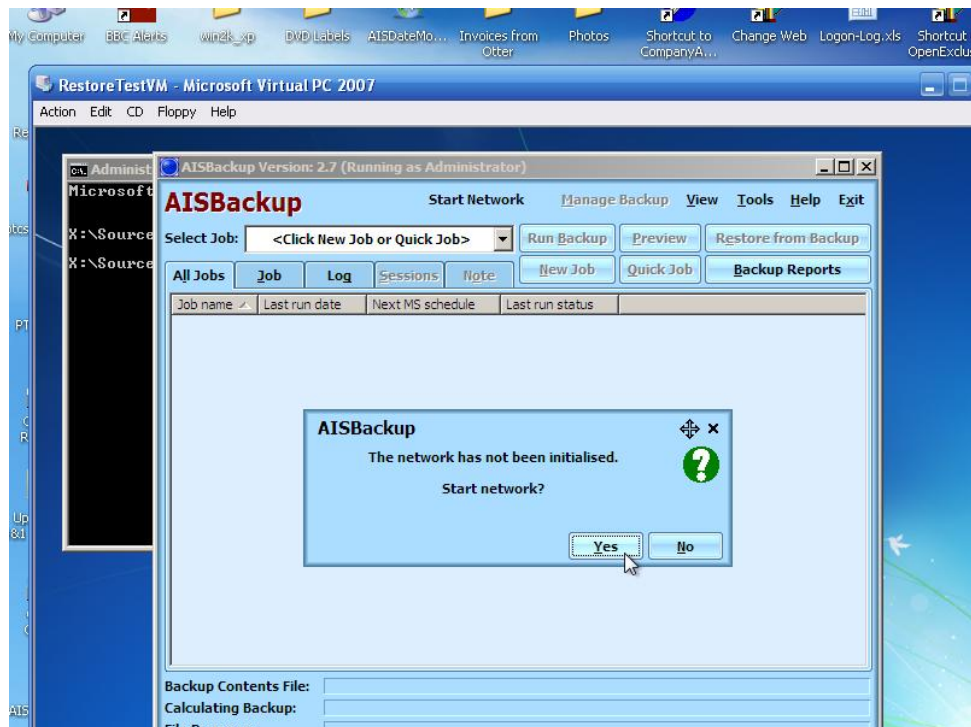 My Computer
BBC Alerts
win2k_xp
DVD Labels
AISDateMo...
Invoices from
Otter
Photos
Shortcut to
CompanyA...
Change Web
Logon-Log.xls
Shortcut
OpenExclu
RestoreTestVM - Microsoft Virtual PC 2007
Action Edit CD Floppy Help
Administ
Microsoft
X:\Source
X:\Source
AISBackup Version: 2.7 (Running as Administrator)
AISBackup
Start Network Manage Backup View Tools Help Exit
Select Job: <Click New Job or Quick Job> Run Backup Preview Restore from Backup
All Jobs Job Log Sessions Note New Job Quick Job Backup Reports
Job name Last run date Next MS schedule Last run status
AISBackup
The network has not been initialised.
Start network?
Yes No
Backup Contents File:
Calculating Backup:
PT
Up
&1
AIS